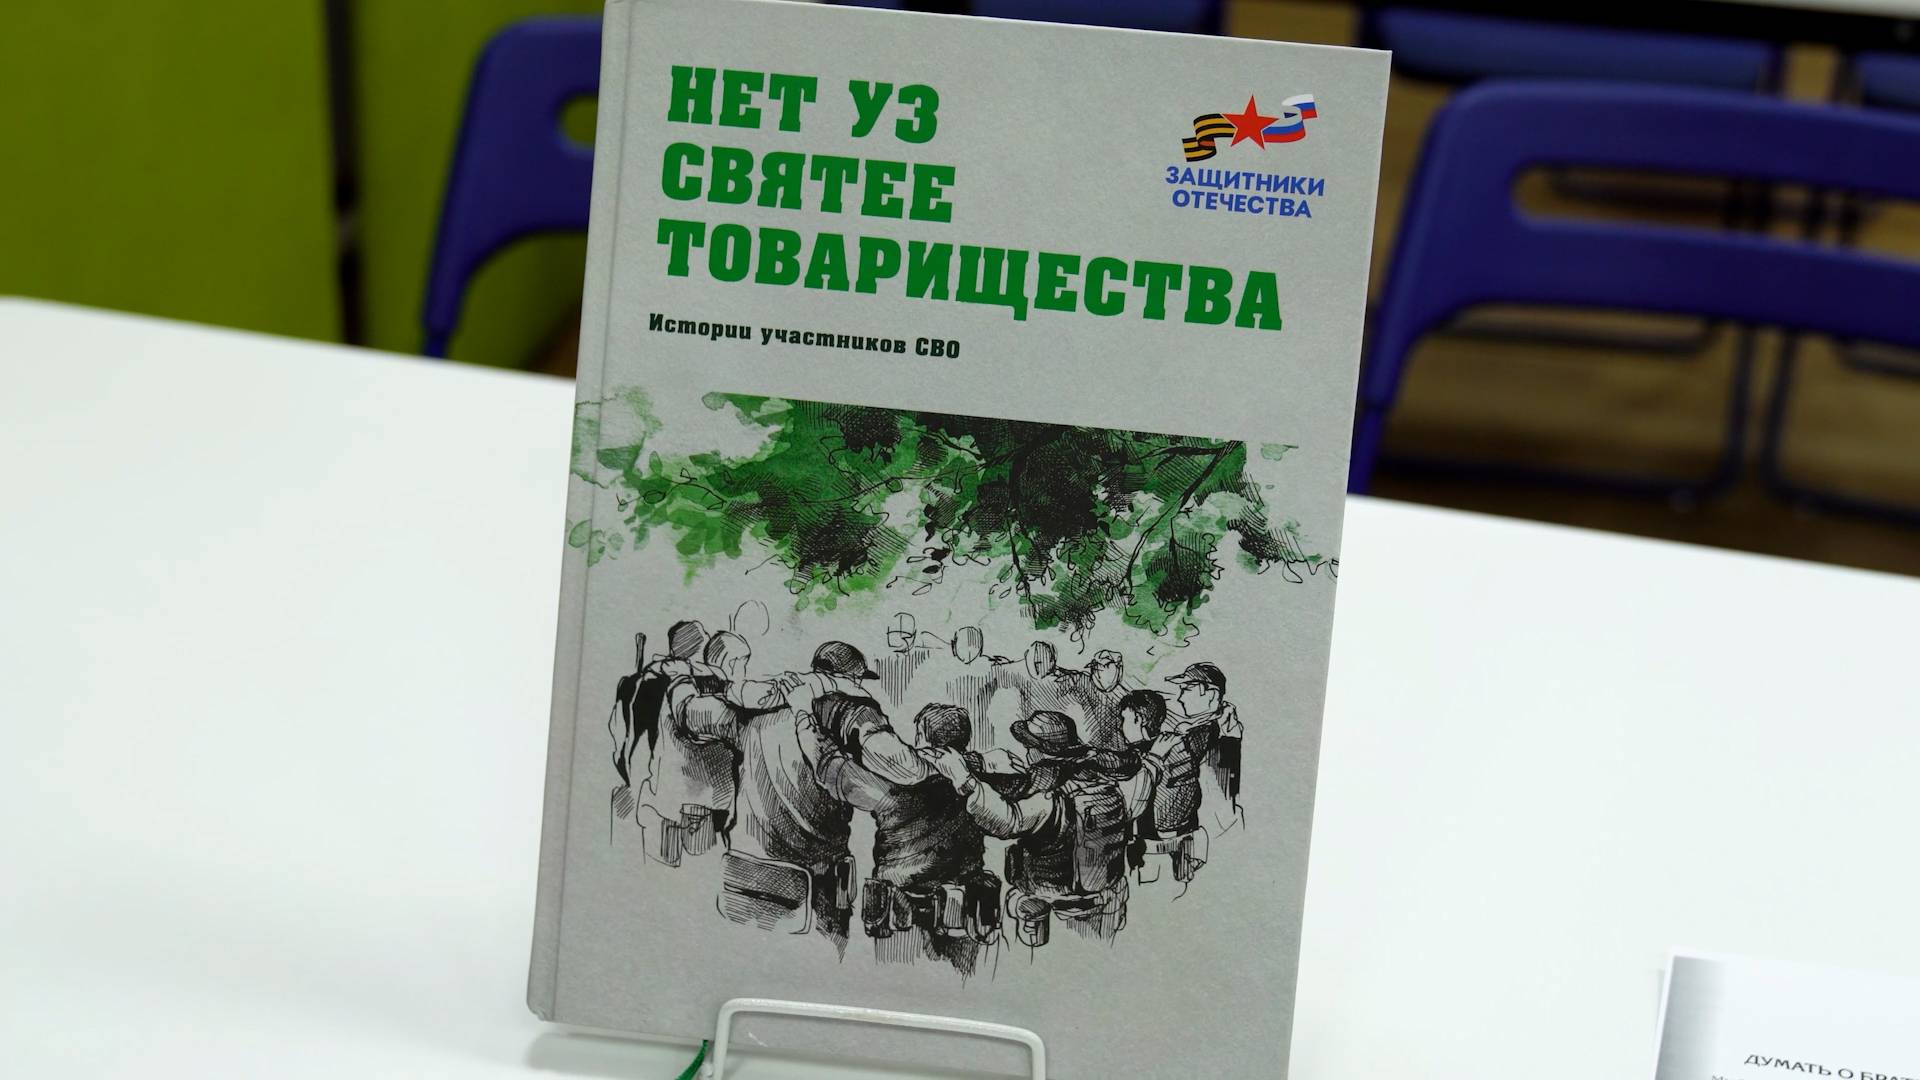 НЕТ УЗ
СВЯТЕЕ
ТОВАРИЩЕСТВА
Истории участников СВО
ЗАЩИТНИКИ
ОТЕЧЕСТВА
ДУМАТЬ О